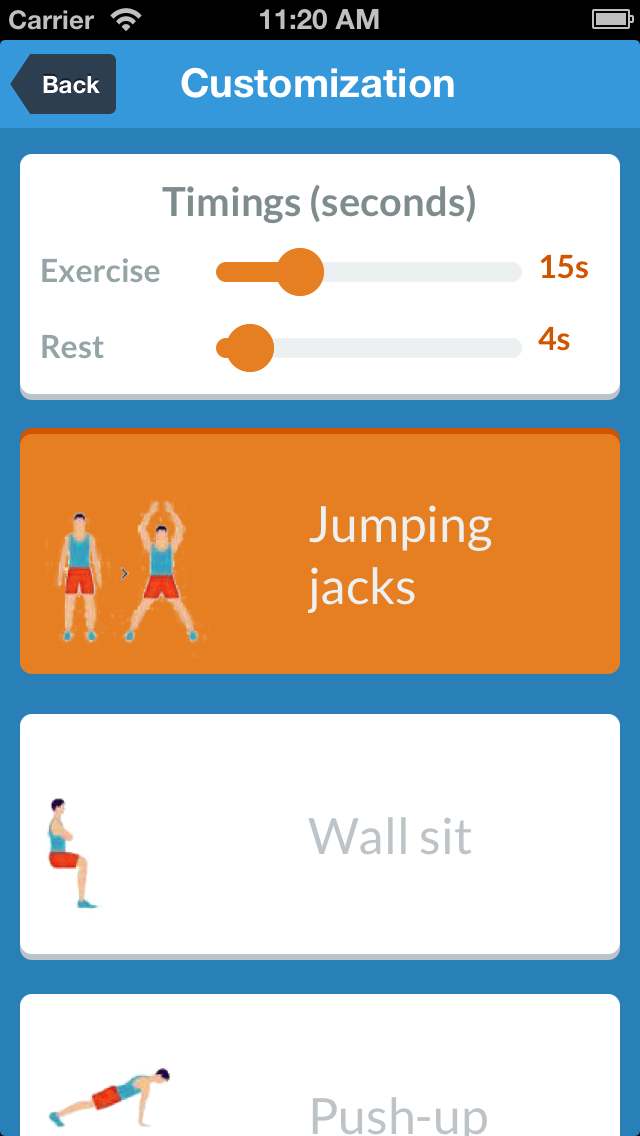 Carrier 11:20 AM
Back Customization
Timings (seconds)
Exercise 15s
Rest 4s
Jumping
jacks
Wall sit
Push-up